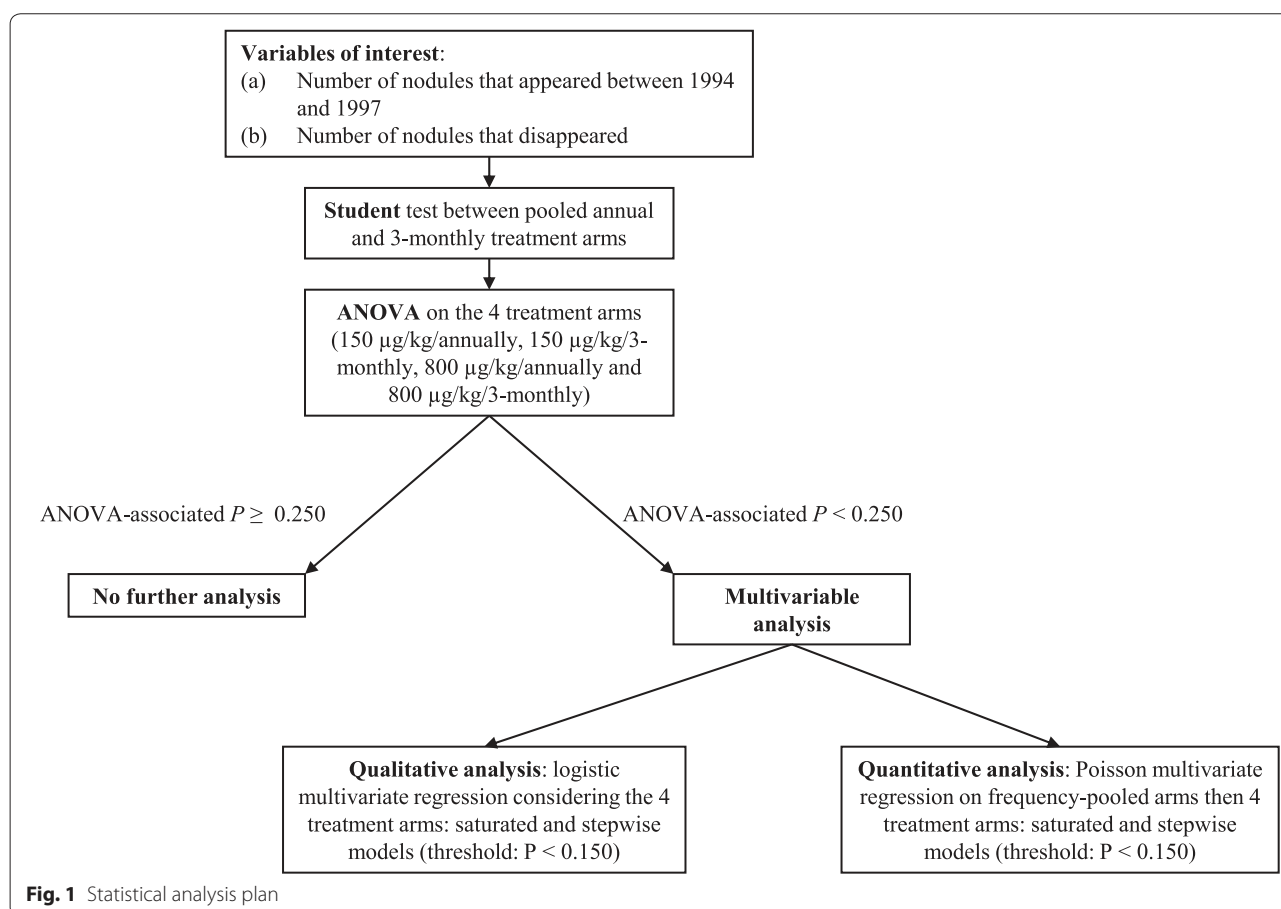 Variables of interest:
(a) Number of nodules that appeared between 1994
and 1997
(b) Number of nodules that disappeared
Student test between pooled annual
and 3-monthly treatment arms
ANOVA on the 4 treatment arms
(150 µg/kg/annually, 150 µg/kg/3-
monthly, 800 µg/kg/annually and
800 µg/kg/3-monthly)
ANOVA-associated P ≥ 0.250
ANOVA-associated P < 0.250
No further analysis
Multivariable
analysis
Qualitative analysis: logistic
multivariate regression considering the 4
treatment arms: saturated and stepwise
models (threshold: P < 0.150)
Quantitative analysis: Poisson multivariate
regression on frequency-pooled arms then 4
treatment arms: saturated and stepwise
models (threshold: P < 0.150)
Fig. 1 Statistical analysis plan